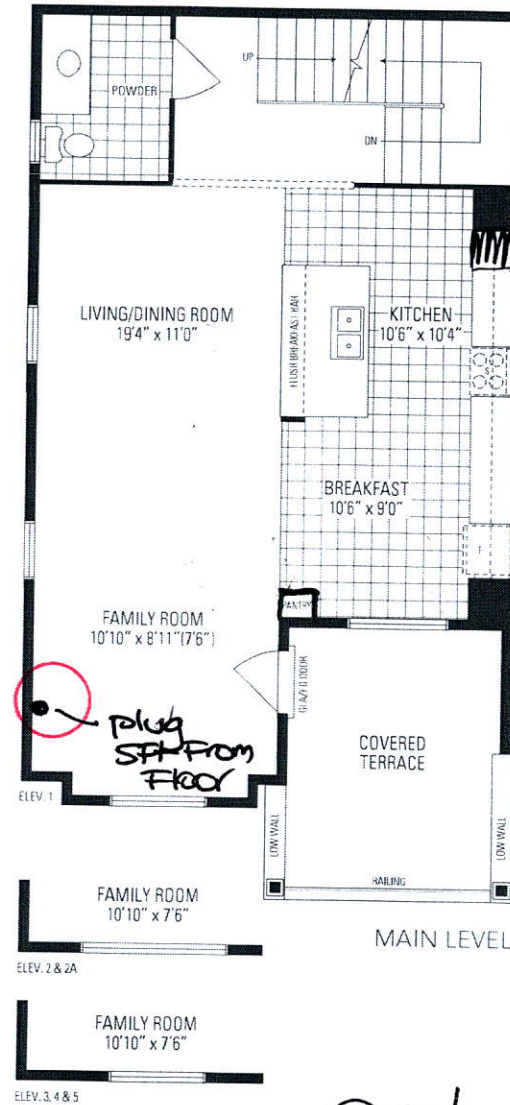 POWDER
UP
DN
LIVING/DINING ROOM
19'4" x 11'0"
FLUSH BREAKFAST BAR
KITCHEN
10'6" x 10'4"
S
BREAKFAST
10'6" x 9'0"
F
PANTRY
FAMILY ROOM
10'10" x 8'11"(7'6")
GLAZED DOOR
plug
5Ft From
Floor
COVERED
TERRACE
ELEV. 1
LOW WALL
LOW WALL
RAILING
FAMILY ROOM
10'10" x 7'6"
MAIN LEVEL
ELEV. 2 & 2A
FAMILY ROOM
10'10" x 7'6"
ELEV. 3, 4 & 5